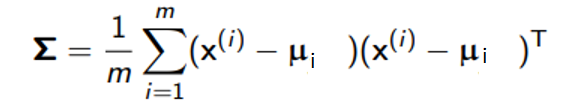 Σ = 1/m ∑_{i=1}^{m} (x^{(i)} − μ_i )(x^{(i)} − μ_i )^T